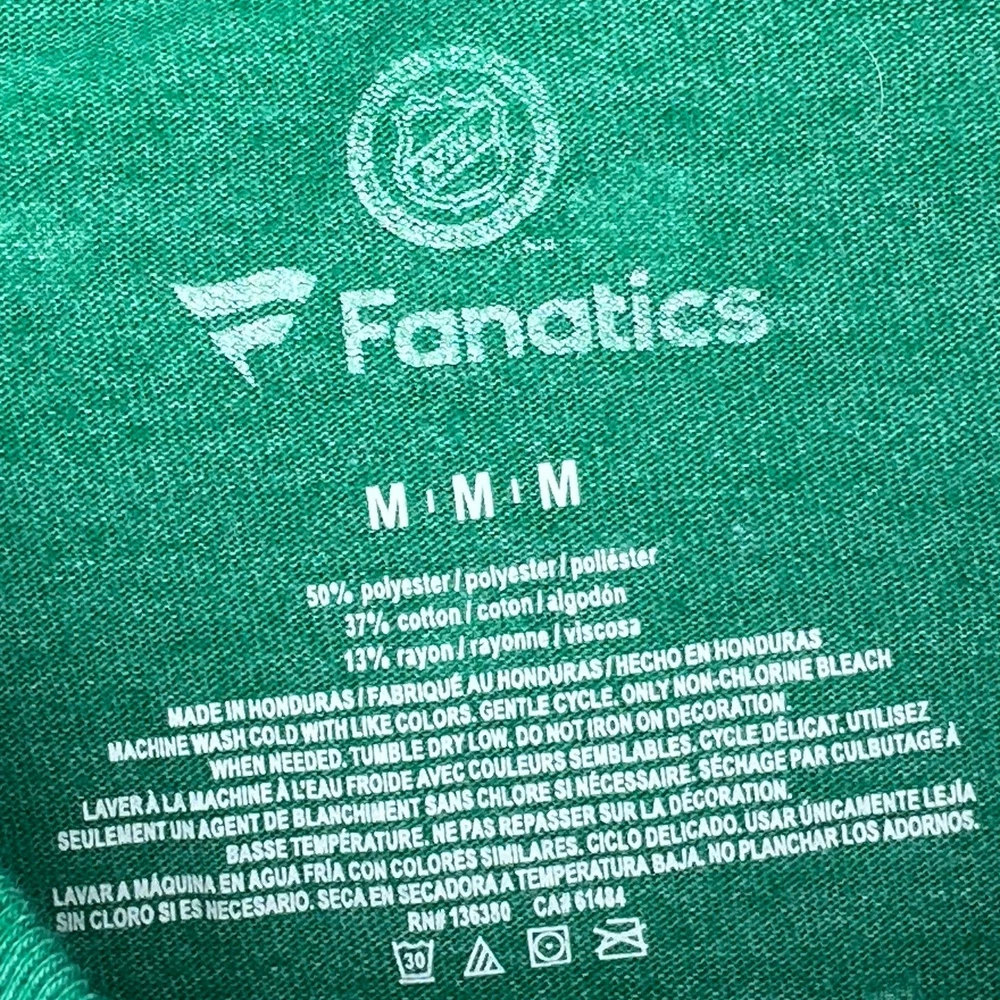 NHL
Fanatics
M | M | M
50% polyester / polyester / poliéster
37% cotton / coton / algodón
13% rayon / rayonne / viscosa
MADE IN HONDURAS / FABRIQUÉ AU HONDURAS / HECHO EN HONDURAS
MACHINE WASH COLD WITH LIKE COLORS. GENTLE CYCLE. ONLY NON-CHLORINE BLEACH
WHEN NEEDED. TUMBLE DRY LOW. DO NOT IRON ON DECORATION.
LAVER À LA MACHINE À L'EAU FROIDE AVEC COULEURS SEMBLABLES. CYCLE DÉLICAT. UTILISEZ
SEULEMENT UN AGENT DE BLANCHIMENT SANS CHLORE SI NÉCESSAIRE. SÉCHAGE PAR CULBUTAGE À
BASSE TEMPÉRATURE. NE PAS REPASSER SUR LA DÉCORATION.
LAVAR A MÁQUINA EN AGUA FRÍA CON COLORES SIMILARES. CICLO DELICADO. USAR ÚNICAMENTE LEJÍA
SIN CLORO SI ES NECESARIO. SECA EN SECADORA A TEMPERATURA BAJA. NO PLANCHAR LOS ADORNOS.
RN# 136380 CA# 61484
30